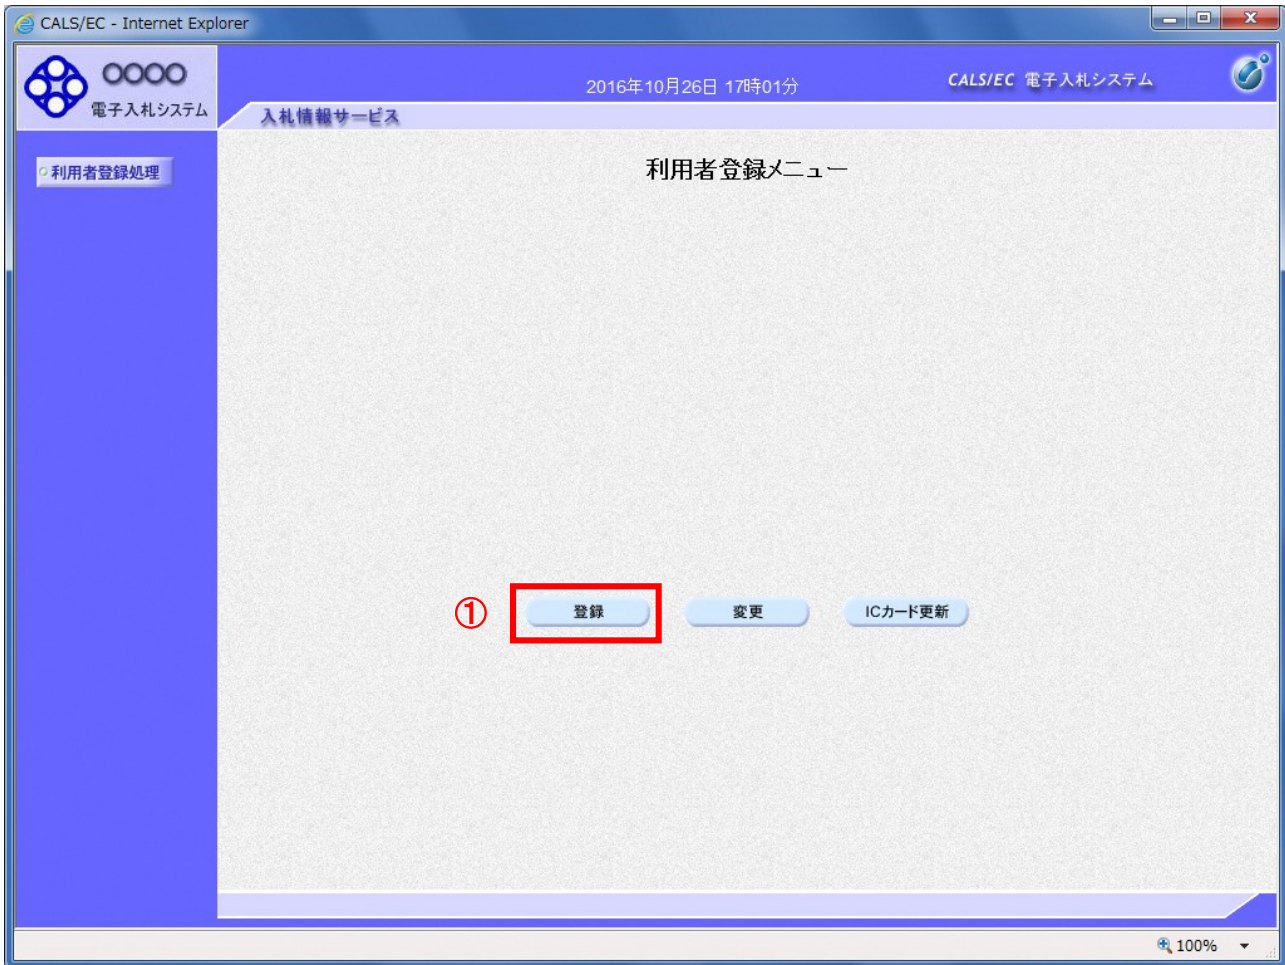 CALS/EC - Internet Explorer
〇〇〇〇
電子入札システム
2016年10月26日 17時01分
CALS/EC 電子入札システム
入札情報サービス
利用者登録処理
利用者登録メニュー
①
登録
変更
ICカード更新
100%